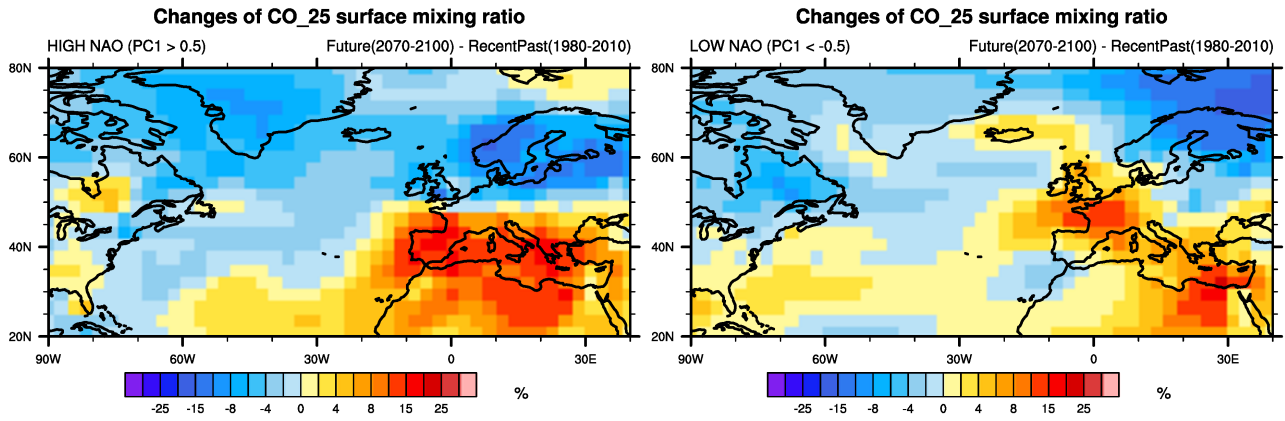 Changes of CO_25 surface mixing ratio
HIGH NAO (PC1 > 0.5) Future(2070-2100) - RecentPast(1980-2010)
80N
60N
40N
20N
90W 60W 30W 0 30E
-25 -15 -8 -4 0 4 8 15 25 %
Changes of CO_25 surface mixing ratio
LOW NAO (PC1 < -0.5) Future(2070-2100) - RecentPast(1980-2010)
80N
60N
40N
20N
90W 60W 30W 0 30E
-25 -15 -8 -4 0 4 8 15 25 %